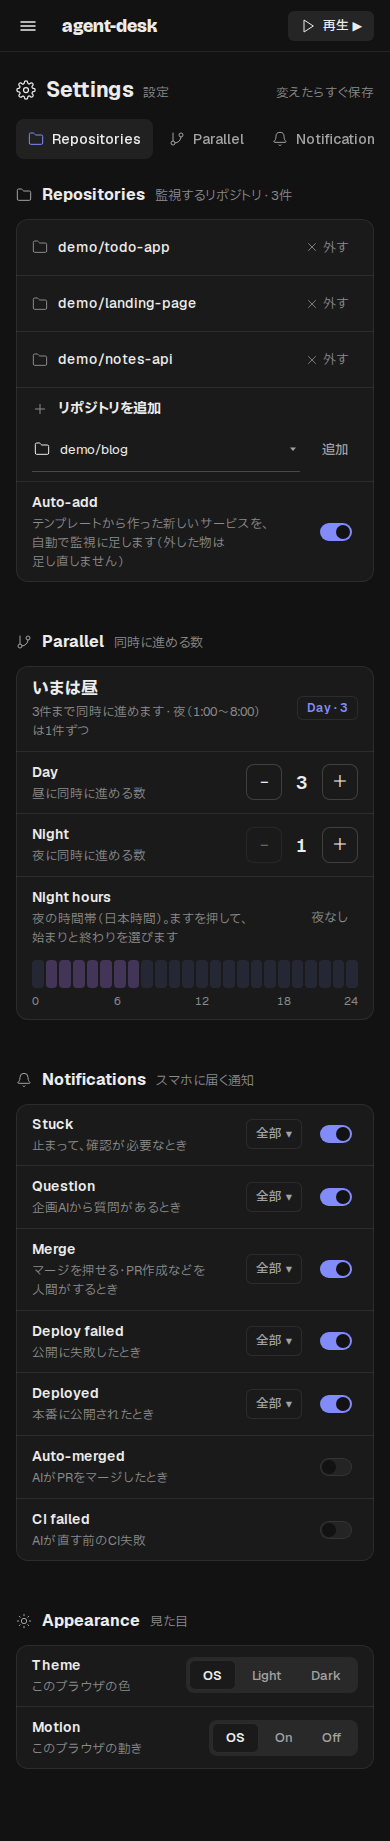 agent-desk
再生 ▶
Settings 設定
変えたらすぐ保存
Repositories
Parallel
Notification
Repositories 監視するリポジトリ · 3件
demo/todo-app
× 外す
demo/landing-page
× 外す
demo/notes-api
× 外す
＋ リポジトリを追加
demo/blog
追加
Auto-add
テンプレートから作った新しいサービスを、
自動で監視に足します（外した物は
足し直しません）
Parallel 同時に進める数
いまは昼
3件まで同時に進めます · 夜（1:00〜8:00）
は1件ずつ
Day · 3
Day
昼に同時に進める数
− 3 ＋
Night
夜に同時に進める数
− 1 ＋
Night hours
夜の時間帯（日本時間）。ますを押して、
始まりと終わりを選びます
夜なし
0 6 12 18 24
Notifications スマホに届く通知
Stuck
止まって、確認が必要なとき
全部 ▾
Question
企画AIから質問があるとき
全部 ▾
Merge
マージを押せる・PR作成などを
人間がするとき
全部 ▾
Deploy failed
公開に失敗したとき
全部 ▾
Deployed
本番に公開されたとき
全部 ▾
Auto-merged
AIがPRをマージしたとき
CI failed
AIが直す前のCI失敗
Appearance 見た目
Theme
このブラウザの色
OS Light Dark
Motion
このブラウザの動き
OS On Off